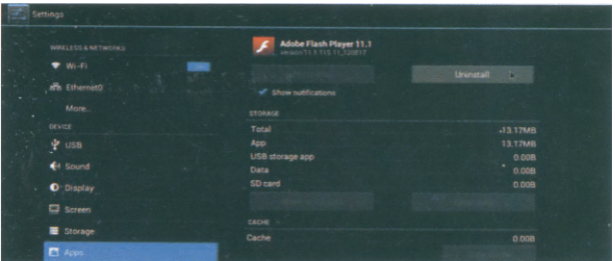 Settings
WIRELESS & NETWORKS
Wi-Fi
Ethernet0
More..
DEVICE
USB
Sound
Display
Screen
Storage
Apps
Adobe Flash Player 11.1
Uninstall
Show notifications
STORAGE
Total 13.17MB
App 13.17MB
USB storage app 0.00B
Data 0.00B
SD card 0.00B
CACHE
Cache 0.00B